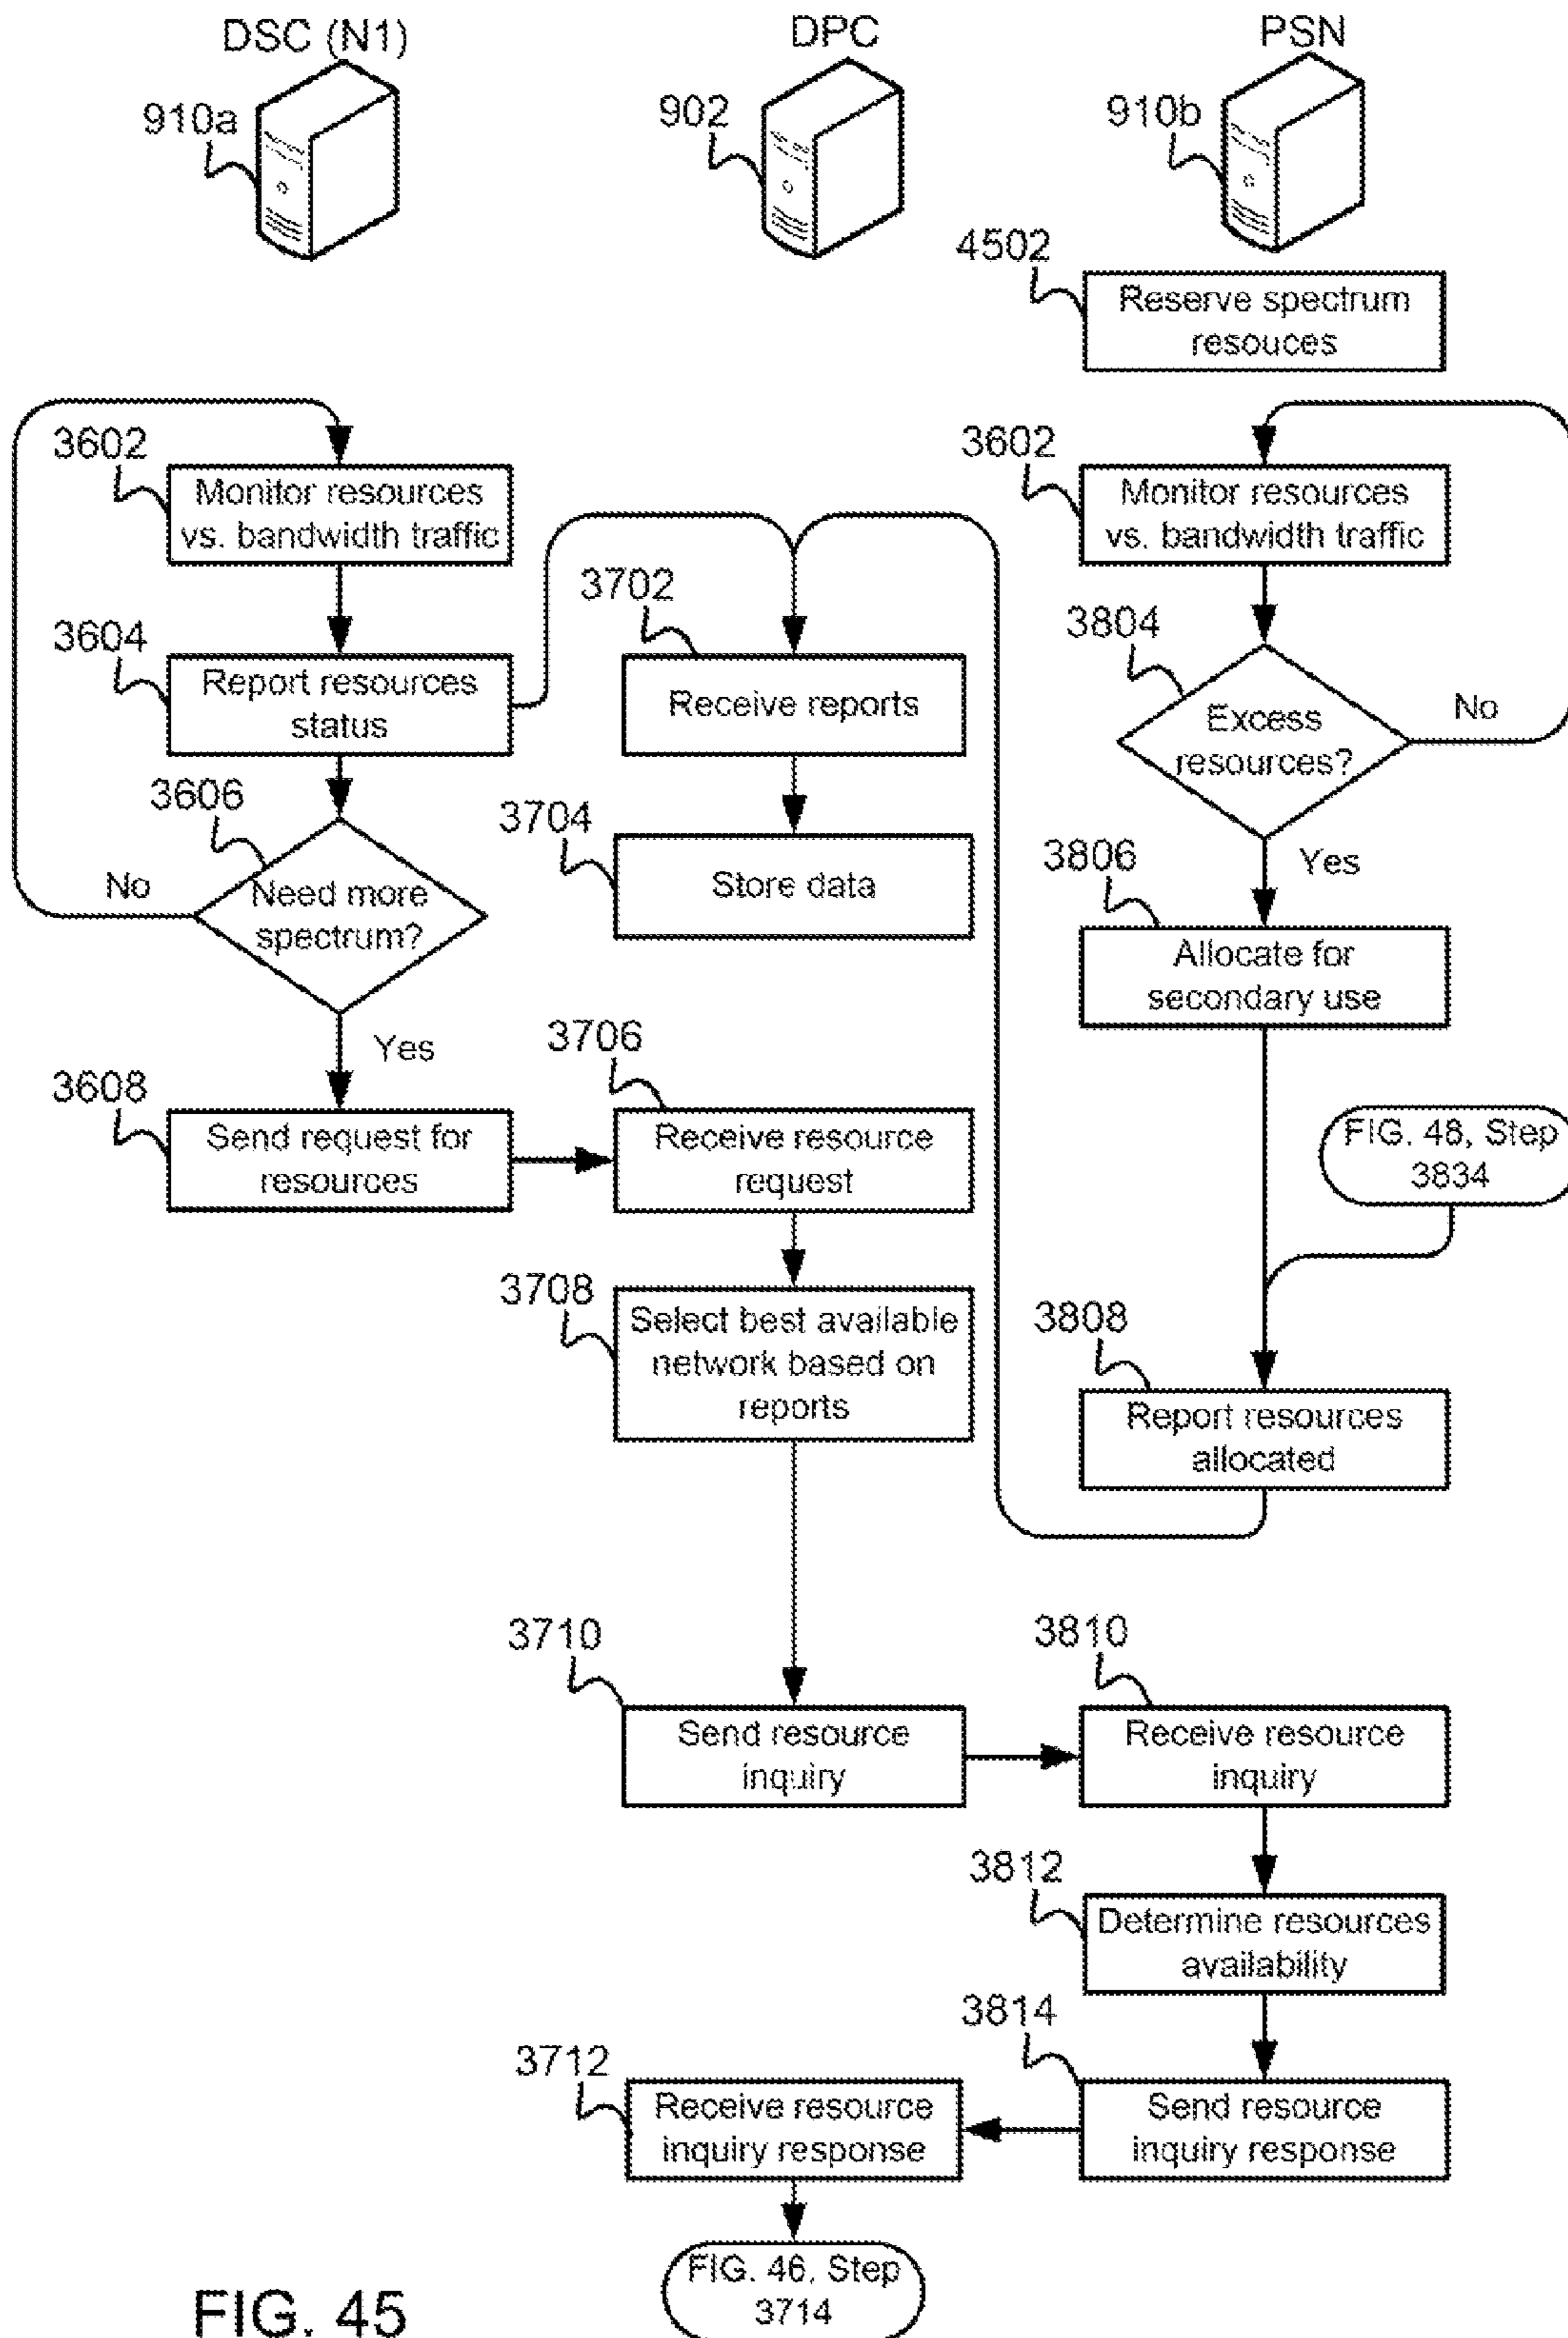 DSC (N1)
DPC
PSN
910a
902
910b
4502
Reserve spectrum
resouces
3602
Monitor resources
vs. bandwidth traffic
3602
Monitor resources
vs. bandwidth traffic
3604
Report resources
status
3702
Receive reports
3804
Excess
resources?
No
Yes
3606
Need more
spectrum?
No
Yes
3704
Store data
3806
Allocate for
secondary use
3608
Send request for
resources
3706
Receive resource
request
FIG. 48, Step
3834
3708
Select best available
network based on
reports
3808
Report resources
allocated
3710
Send resource
inquiry
3810
Receive resource
inquiry
3812
Determine resources
availability
3814
Send resource
inquiry response
3712
Receive resource
inquiry response
FIG. 46, Step
3714
FIG. 45